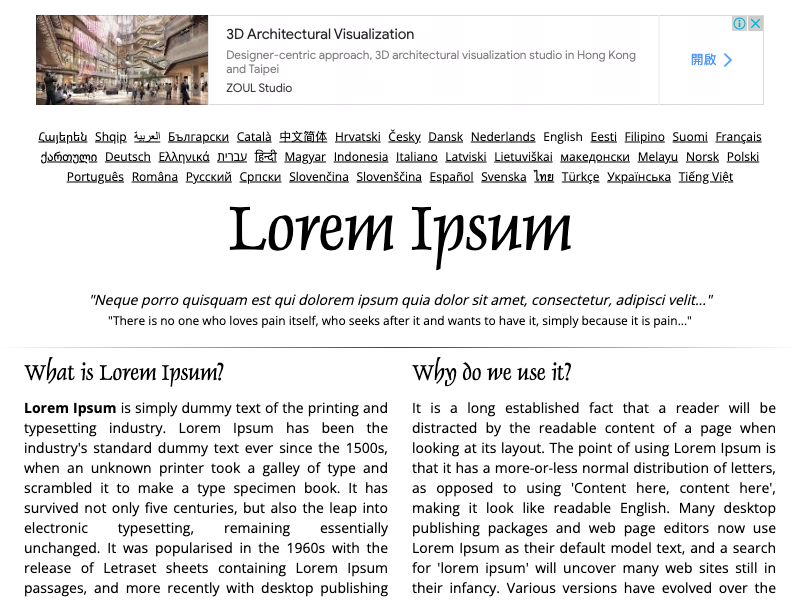 3D Architectural Visualization
Designer-centric approach, 3D architectural visualization studio in Hong Kong
and Taipei
ZOUL Studio
開啟
Հայերեն Shqip العربية Български Català 中文简体 Hrvatski Česky Dansk Nederlands English Eesti Filipino Suomi Français
ქართული Deutsch Ελληνικά עברית हिन्दी Magyar Indonesia Italiano Latviski Lietuviškai македонски Melayu Norsk Polski
Português Româna Русский Српски Slovenčina Slovenščina Español Svenska ไทย Türkçe Українська Tiếng Việt
Lorem Ipsum
"Neque porro quisquam est qui dolorem ipsum quia dolor sit amet, consectetur, adipisci velit..."
"There is no one who loves pain itself, who seeks after it and wants to have it, simply because it is pain..."
What is Lorem Ipsum?
Lorem Ipsum is simply dummy text of the printing and
typesetting industry. Lorem Ipsum has been the
industry's standard dummy text ever since the 1500s,
when an unknown printer took a galley of type and
scrambled it to make a type specimen book. It has
survived not only five centuries, but also the leap into
electronic typesetting, remaining essentially
unchanged. It was popularised in the 1960s with the
release of Letraset sheets containing Lorem Ipsum
passages, and more recently with desktop publishing
Why do we use it?
It is a long established fact that a reader will be
distracted by the readable content of a page when
looking at its layout. The point of using Lorem Ipsum is
that it has a more-or-less normal distribution of letters,
as opposed to using 'Content here, content here',
making it look like readable English. Many desktop
publishing packages and web page editors now use
Lorem Ipsum as their default model text, and a search
for 'lorem ipsum' will uncover many web sites still in
their infancy. Various versions have evolved over the